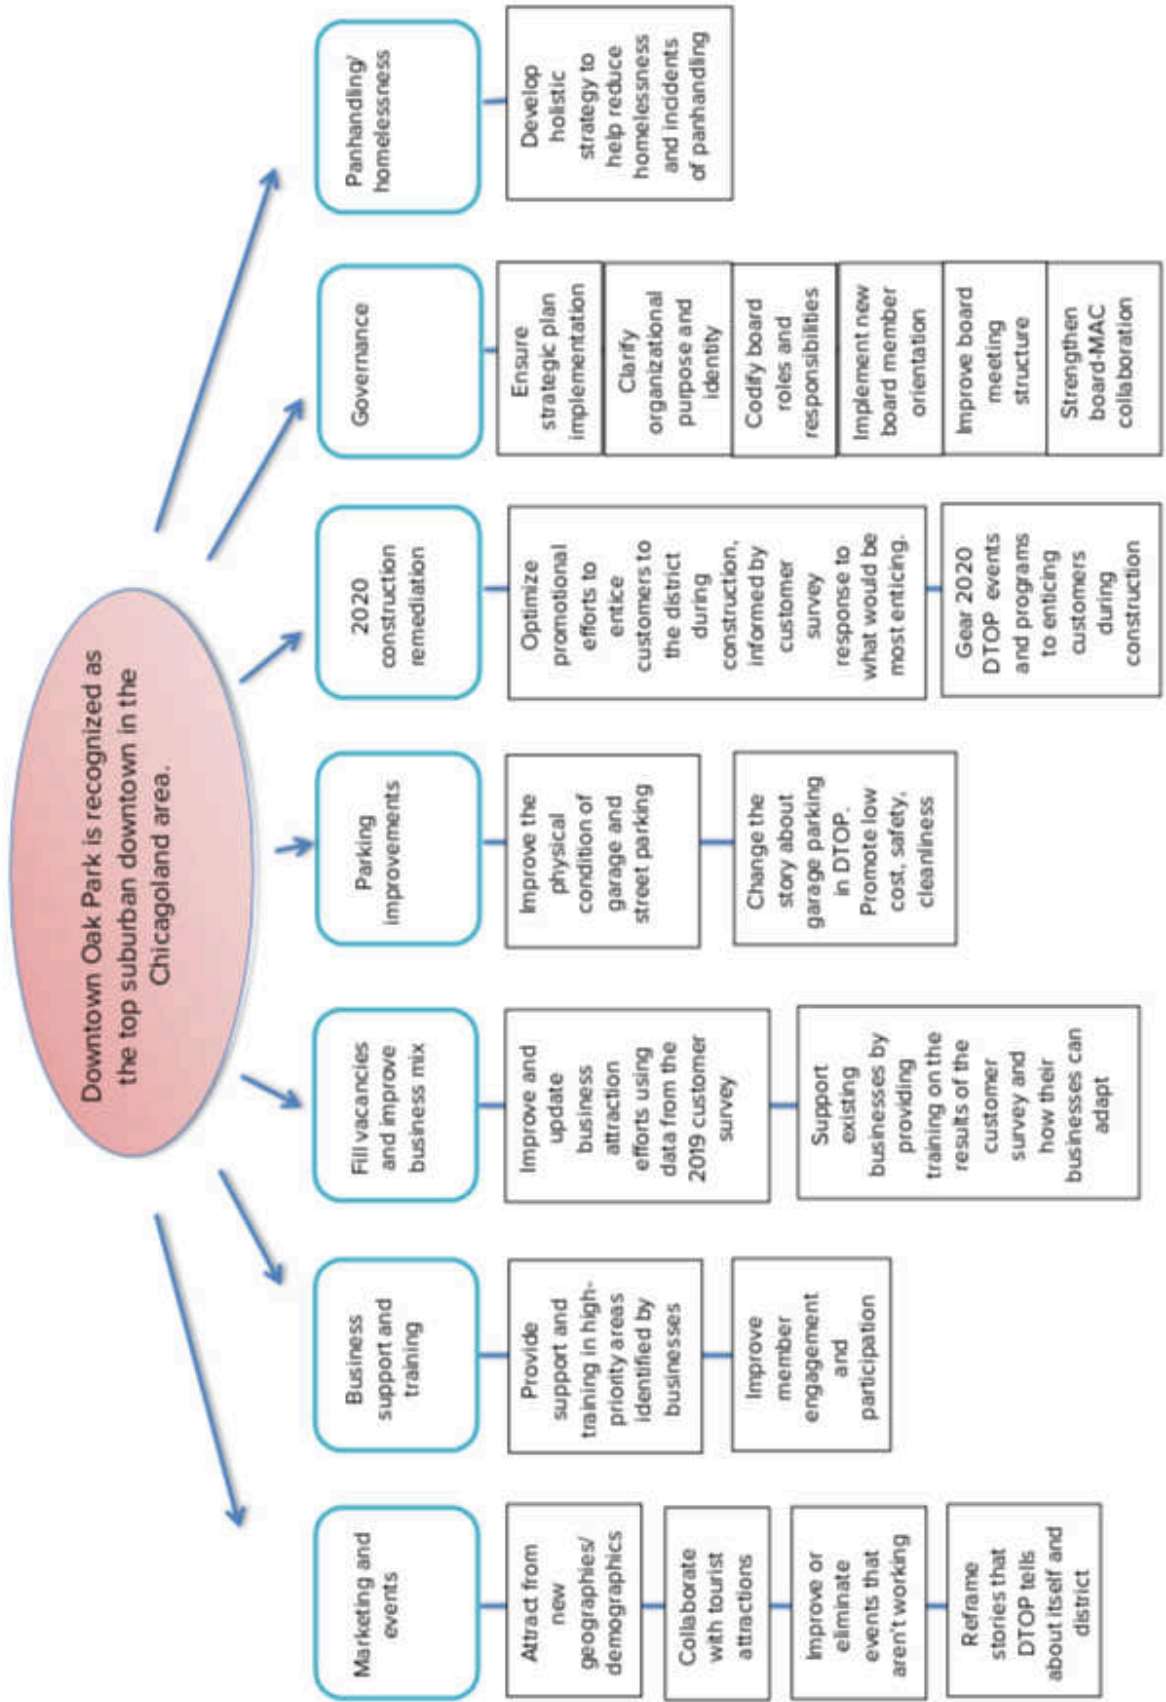 Downtown Oak Park is recognized as
the top suburban downtown in the
Chicagoland area.
Marketing and
events
Attract from
new
geographies/
demographics
Collaborate
with tourist
attractions
Improve or
eliminate
events that
aren't working
Reframe
stories that
DTOP tells
about itself and
district
Business
support and
training
Provide
support and
training in high-
priority areas
identified by
businesses
Improve
member
engagement
and
participation
Fill vacancies
and improve
business mix
Improve and
update
business
attraction
efforts using
data from the
2019 customer
survey
Support
existing
businesses by
providing
training on the
results of the
customer
survey and
how their
businesses can
adapt
Parking
improvements
Improve the
physical
condition of
garage and
street parking
Change the
story about
garage parking
in DTOP.
Promote low
cost, safety,
cleanliness
2020
construction
remediation
Optimize
promotional
efforts to
entice
customers to
the district
during
construction,
informed by
customer
survey
response to
what would be
most enticing.
Gear 2020
DTOP events
and programs
to enticing
customers
during
construction
Governance
Ensure
strategic plan
implementation
Clarify
organizational
purpose and
identity
Codify board
roles and
responsibilities
Implement new
board member
orientation
Improve board
meeting
structure
Strengthen
board-MAC
collaboration
Panhandling/
homelessness
Develop
holistic
strategy to
help reduce
homelessness
and incidents
of panhandling